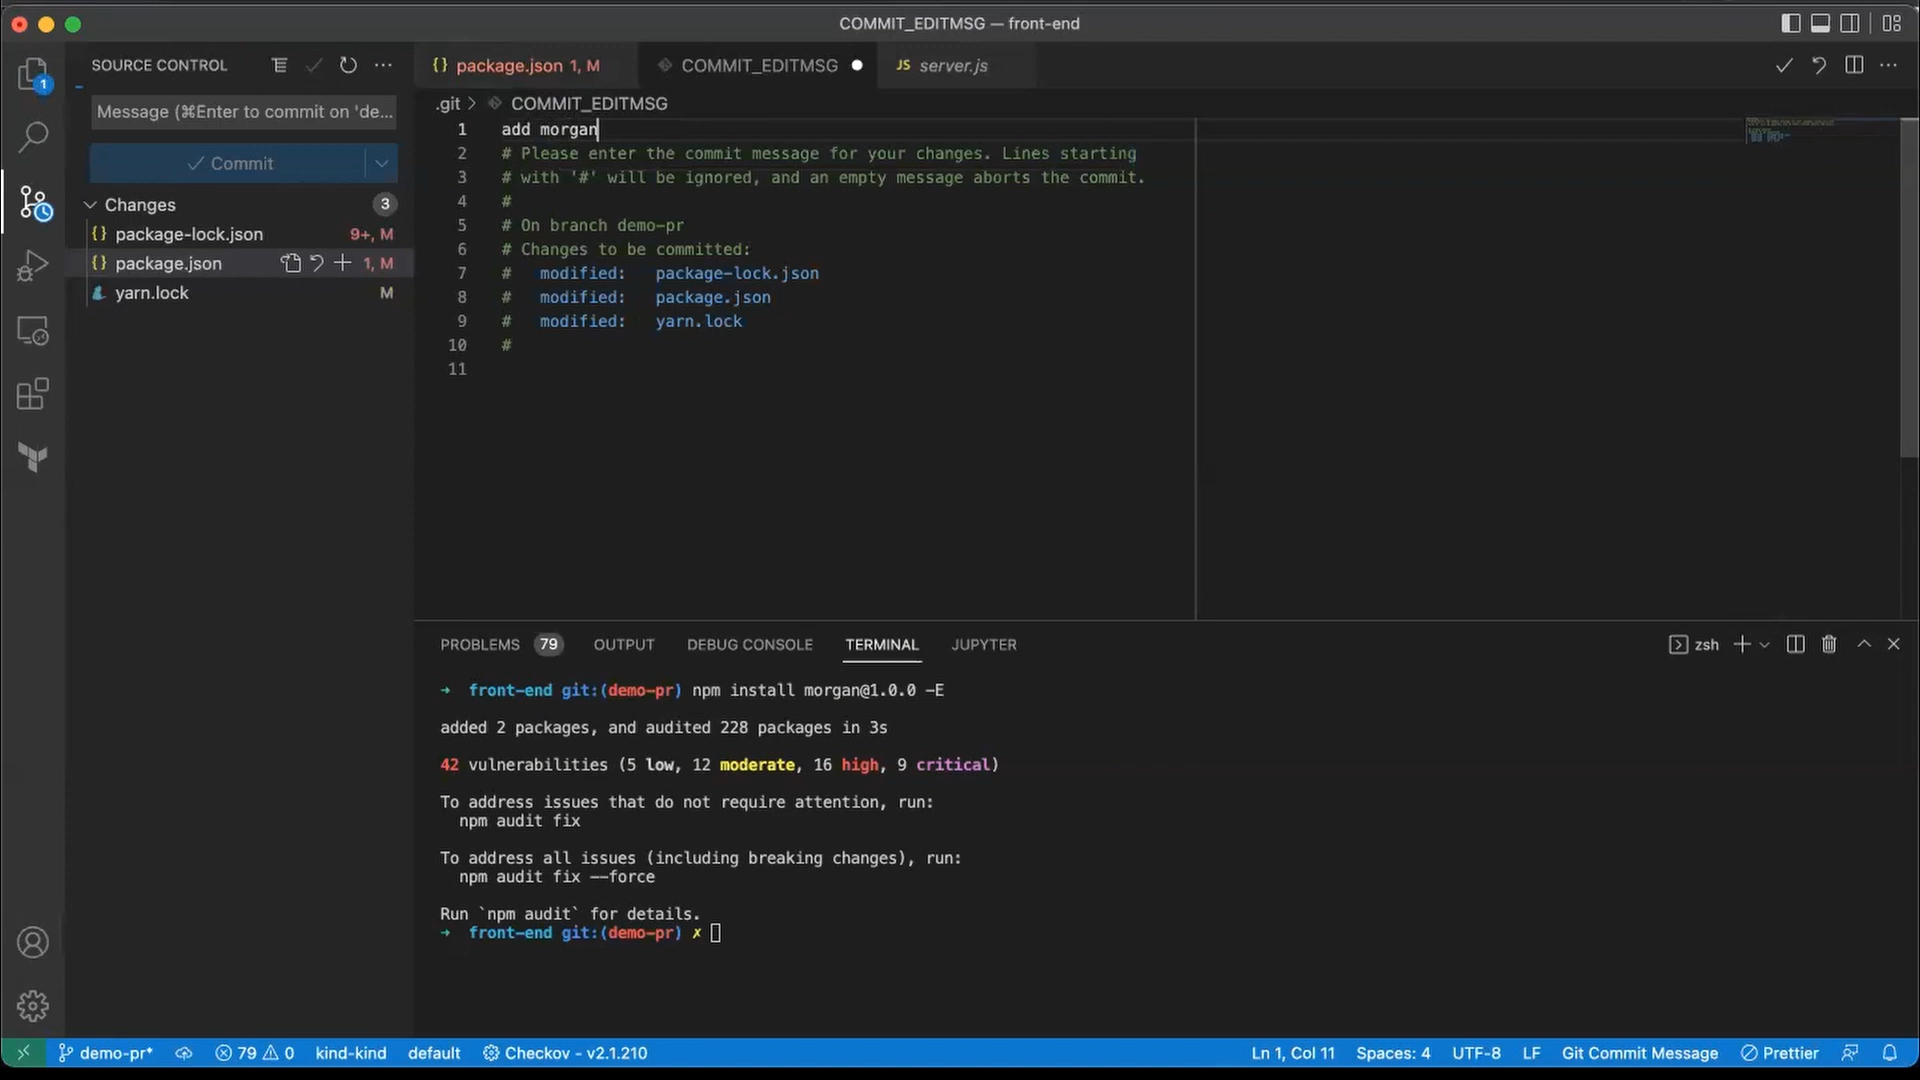 COMMIT_EDITMSG — front-end
SOURCE CONTROL
package.json 1, M
COMMIT_EDITMSG
JS server.js
1
Message (⌘Enter to commit on 'de...
.git > COMMIT_EDITMSG
Commit
Changes 3
package-lock.json 9+, M
package.json 1, M
yarn.lock M
1 add morgan
2 # Please enter the commit message for your changes. Lines starting
3 # with '#' will be ignored, and an empty message aborts the commit.
4 #
5 # On branch demo-pr
6 # Changes to be committed:
7 # modified: package-lock.json
8 # modified: package.json
9 # modified: yarn.lock
10 #
11
PROBLEMS 79 OUTPUT DEBUG CONSOLE TERMINAL JUPYTER
zsh
→ front-end git:(demo-pr) npm install morgan@1.0.0 -E
added 2 packages, and audited 228 packages in 3s
42 vulnerabilities (5 low, 12 moderate, 16 high, 9 critical)
To address issues that do not require attention, run:
npm audit fix
To address all issues (including breaking changes), run:
npm audit fix --force
Run `npm audit` for details.
→ front-end git:(demo-pr) ✗
demo-pr* 79 0 kind-kind default Checkov - v2.1.210 Ln 1, Col 11 Spaces: 4 UTF-8 LF Git Commit Message Prettier